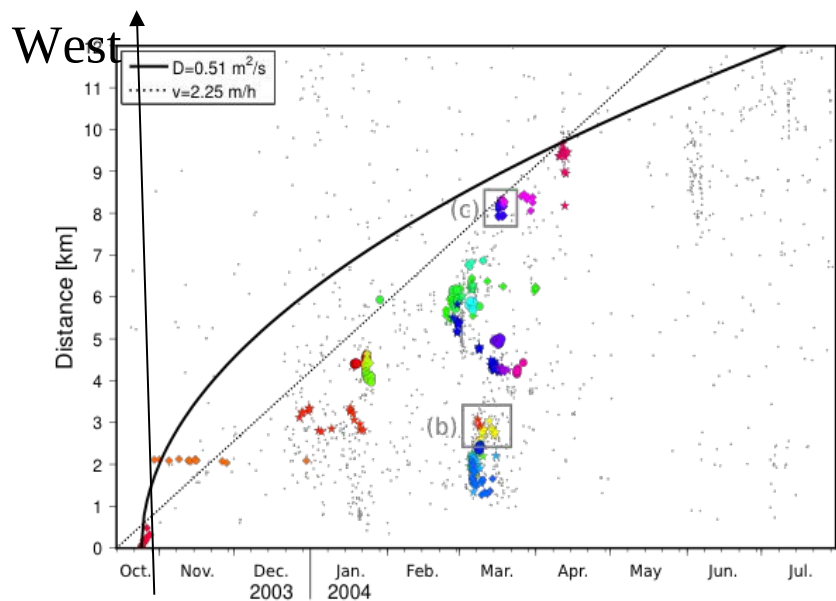 West
12
D=0.51 m²/s
v=2.25 m/h
11
10
9
8
7
6
5
4
3
2
1
0
Distance [km]
(c)
(b)
Oct. Nov. Dec. Jan. Feb. Mar. Apr. May Jun. Jul.
2003 2004